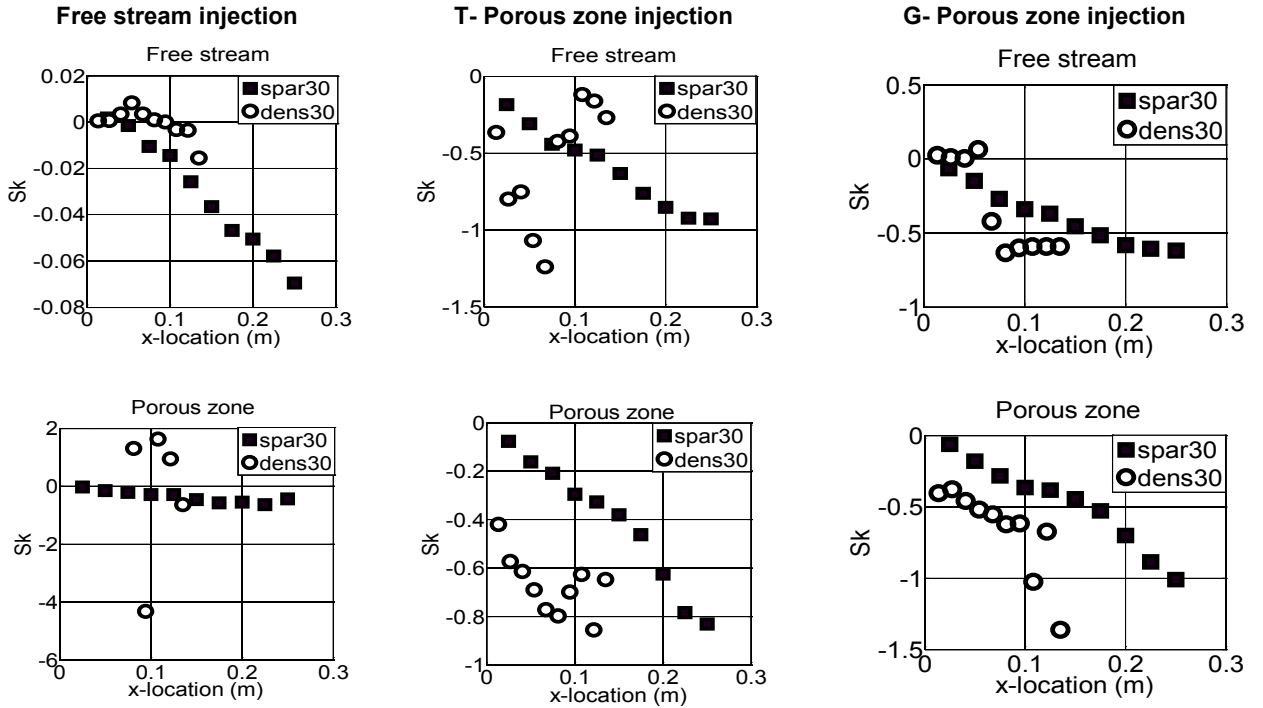 Free stream injection
T- Porous zone injection
G- Porous zone injection
Free stream
0.02
0
-0.02
-0.04
-0.06
-0.08
Sk
spar30
dens30
0 0.1 0.2 0.3
x-location (m)
Free stream
0
-0.5
-1
-1.5
Sk
spar30
dens30
0 0.1 0.2 0.3
x-location (m)
Free stream
0.5
0
-0.5
-1
Sk
spar30
dens30
0 0.1 0.2 0.3
x-location (m)
Porous zone
2
0
-2
-4
-6
Sk
spar30
dens30
0 0.1 0.2 0.3
x-location (m)
Porous zone
0
-0.2
-0.4
-0.6
-0.8
-1
Sk
spar30
dens30
0 0.1 0.2 0.3
x-location (m)
Porous zone
0
-0.5
-1
-1.5
Sk
spar30
dens30
0 0.1 0.2 0.3
x-location (m)